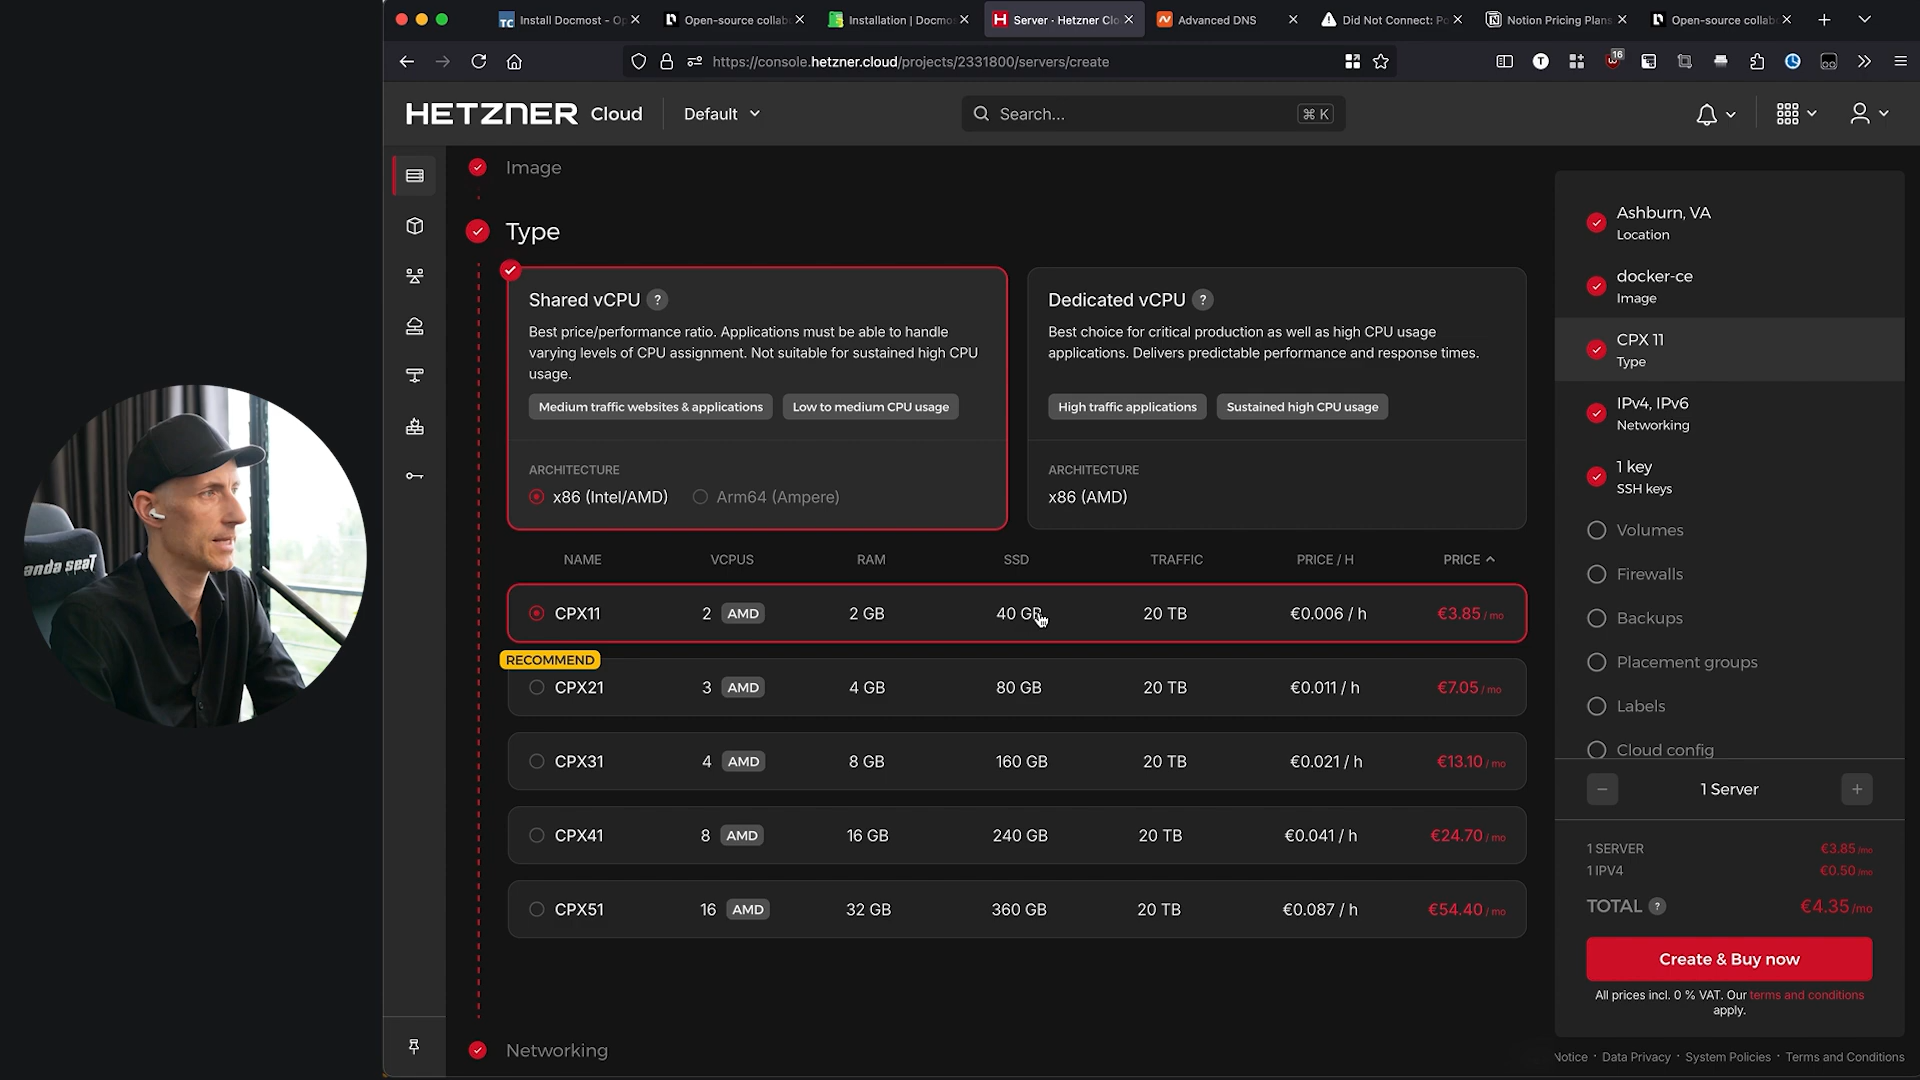 Install Docmost - Op
Open-source collab
Installation | Docmos
Server · Hetzner Clo
Advanced DNS
Did Not Connect: Po
Notion Pricing Plans
Open-source collab
https://console.hetzner.cloud/projects/2331800/servers/create
16
HETZNER Cloud
Default
Search...
⌘ K
Image
Type
Shared vCPU ?
Best price/performance ratio. Applications must be able to handle
varying levels of CPU assignment. Not suitable for sustained high CPU
usage.
Medium traffic websites & applications
Low to medium CPU usage
ARCHITECTURE
x86 (Intel/AMD)
Arm64 (Ampere)
Dedicated vCPU ?
Best choice for critical production as well as high CPU usage
applications. Delivers predictable performance and response times.
High traffic applications
Sustained high CPU usage
ARCHITECTURE
x86 (AMD)
NAME VCPUS RAM SSD TRAFFIC PRICE / H PRICE
CPX11 2 AMD 2 GB 40 GB 20 TB €0.006 / h €3.85 / mo
RECOMMEND
CPX21 3 AMD 4 GB 80 GB 20 TB €0.011 / h €7.05 / mo
CPX31 4 AMD 8 GB 160 GB 20 TB €0.021 / h €13.10 / mo
CPX41 8 AMD 16 GB 240 GB 20 TB €0.041 / h €24.70 / mo
CPX51 16 AMD 32 GB 360 GB 20 TB €0.087 / h €54.40 / mo
Networking
Ashburn, VA
Location
docker-ce
Image
CPX 11
Type
IPv4, IPv6
Networking
1 key
SSH keys
Volumes
Firewalls
Backups
Placement groups
Labels
Cloud config
1 Server
1 SERVER €3.85 /mo
1 IPV4 €0.50 /mo
TOTAL ? €4.35 /mo
Create & Buy now
All prices incl. 0 % VAT. Our terms and conditions
apply.
Notice · Data Privacy · System Policies · Terms and Conditions
anda seaT